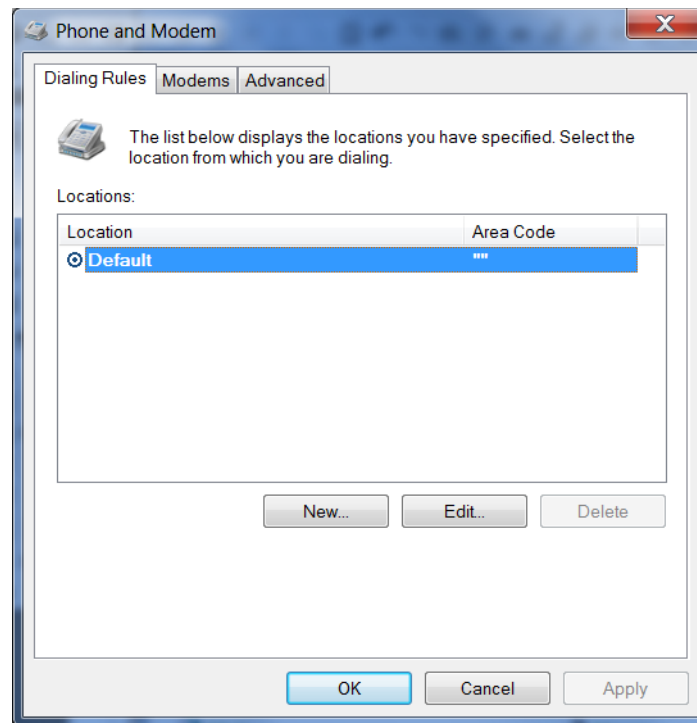 Phone and Modem
Dialing Rules Modems Advanced
The list below displays the locations you have specified. Select the
location from which you are dialing.
Locations:
Location Area Code
Default ""
New... Edit... Delete
OK Cancel Apply